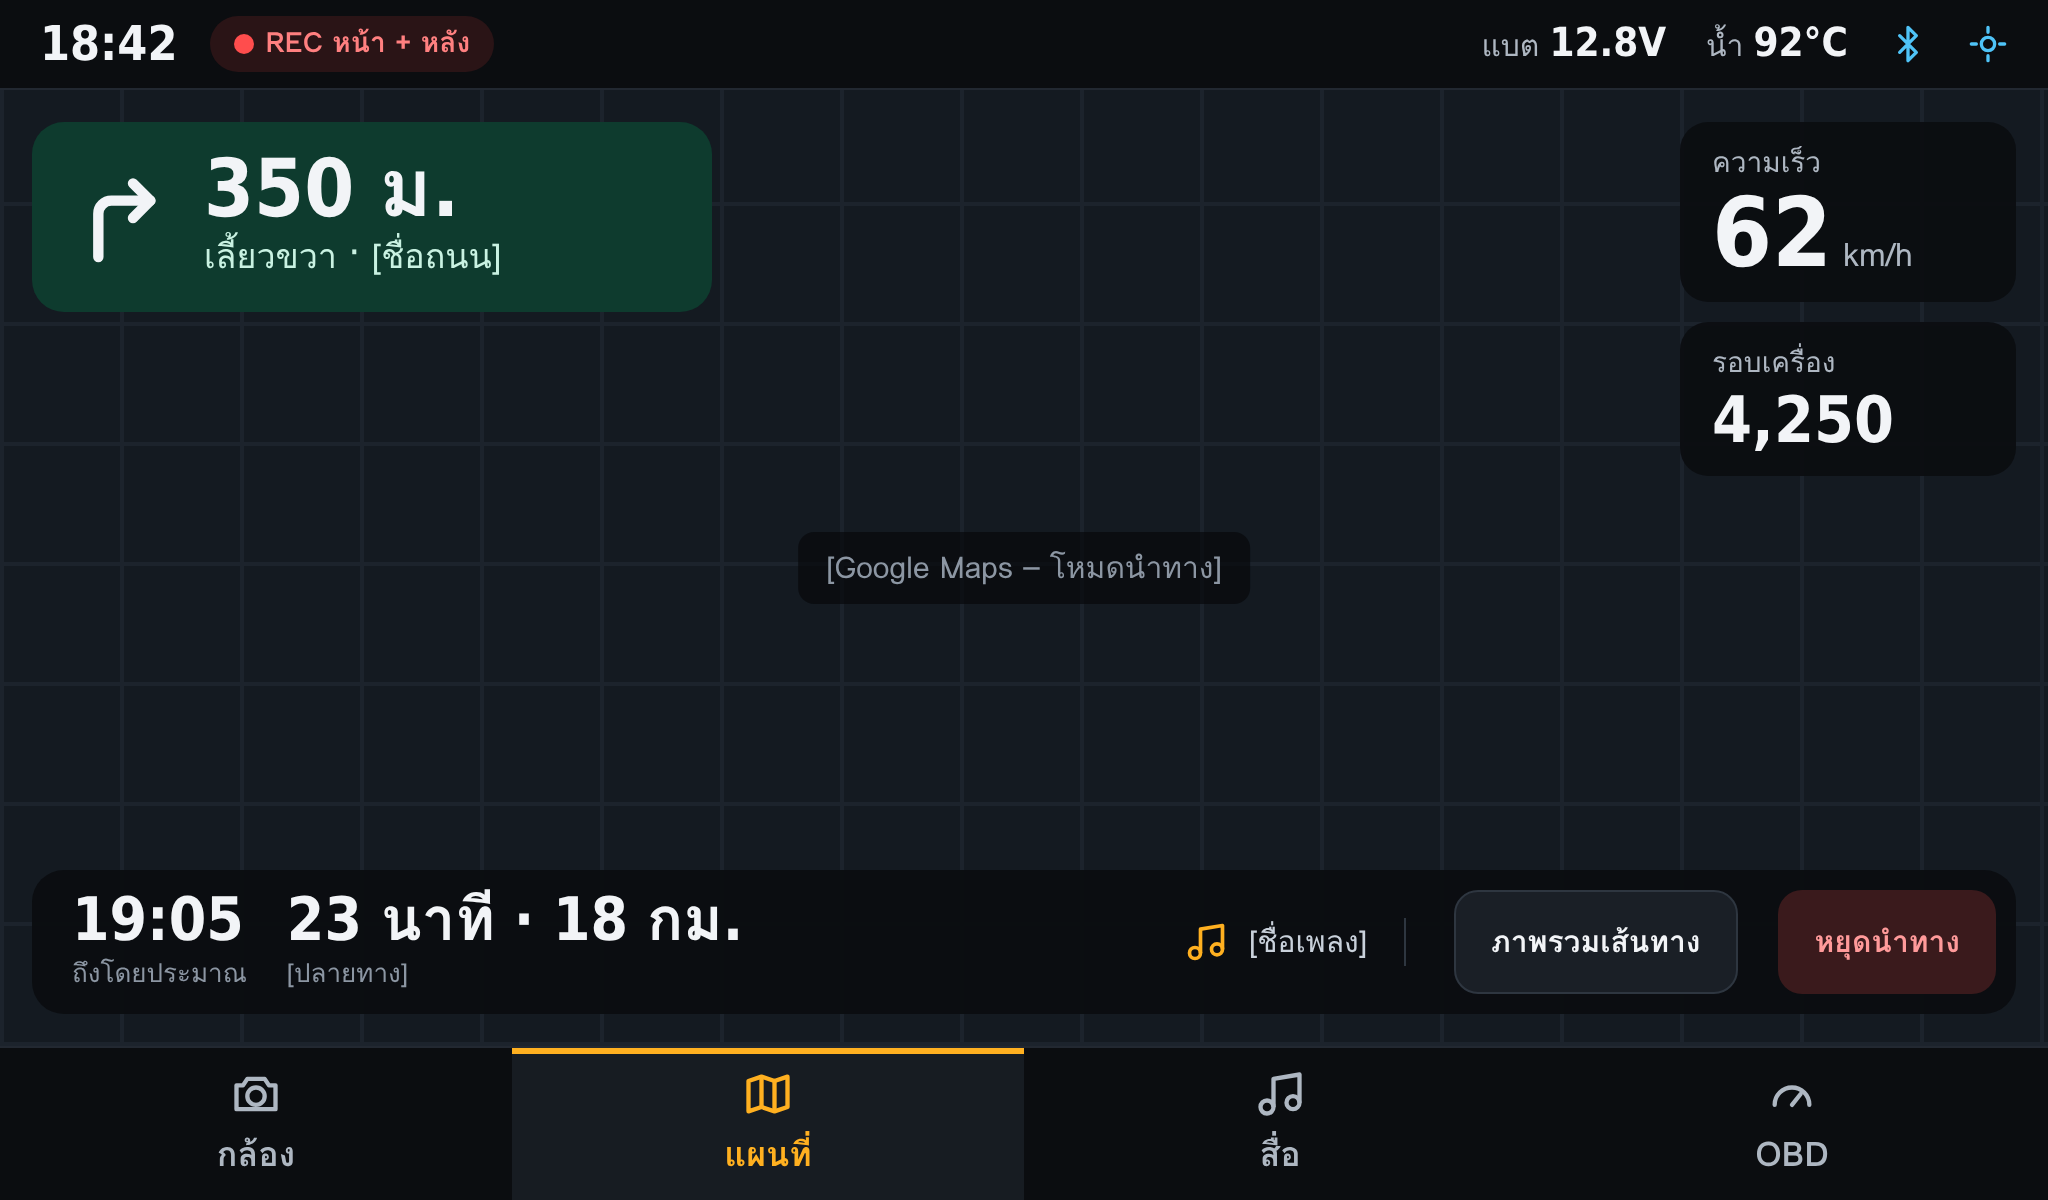 18:42
REC หน้า + หลัง
แบต 12.8V
น้ำ 92°C
350 ม.
เลี้ยวขวา · [ชื่อถนน]
ความเร็ว
62 km/h
รอบเครื่อง
4,250
[Google Maps – โหมดนำทาง]
19:05
ถึงโดยประมาณ
23 นาที · 18 กม.
[ปลายทาง]
[ชื่อเพลง]
ภาพรวมเส้นทาง
หยุดนำทาง
กล้อง
แผนที่
สื่อ
OBD